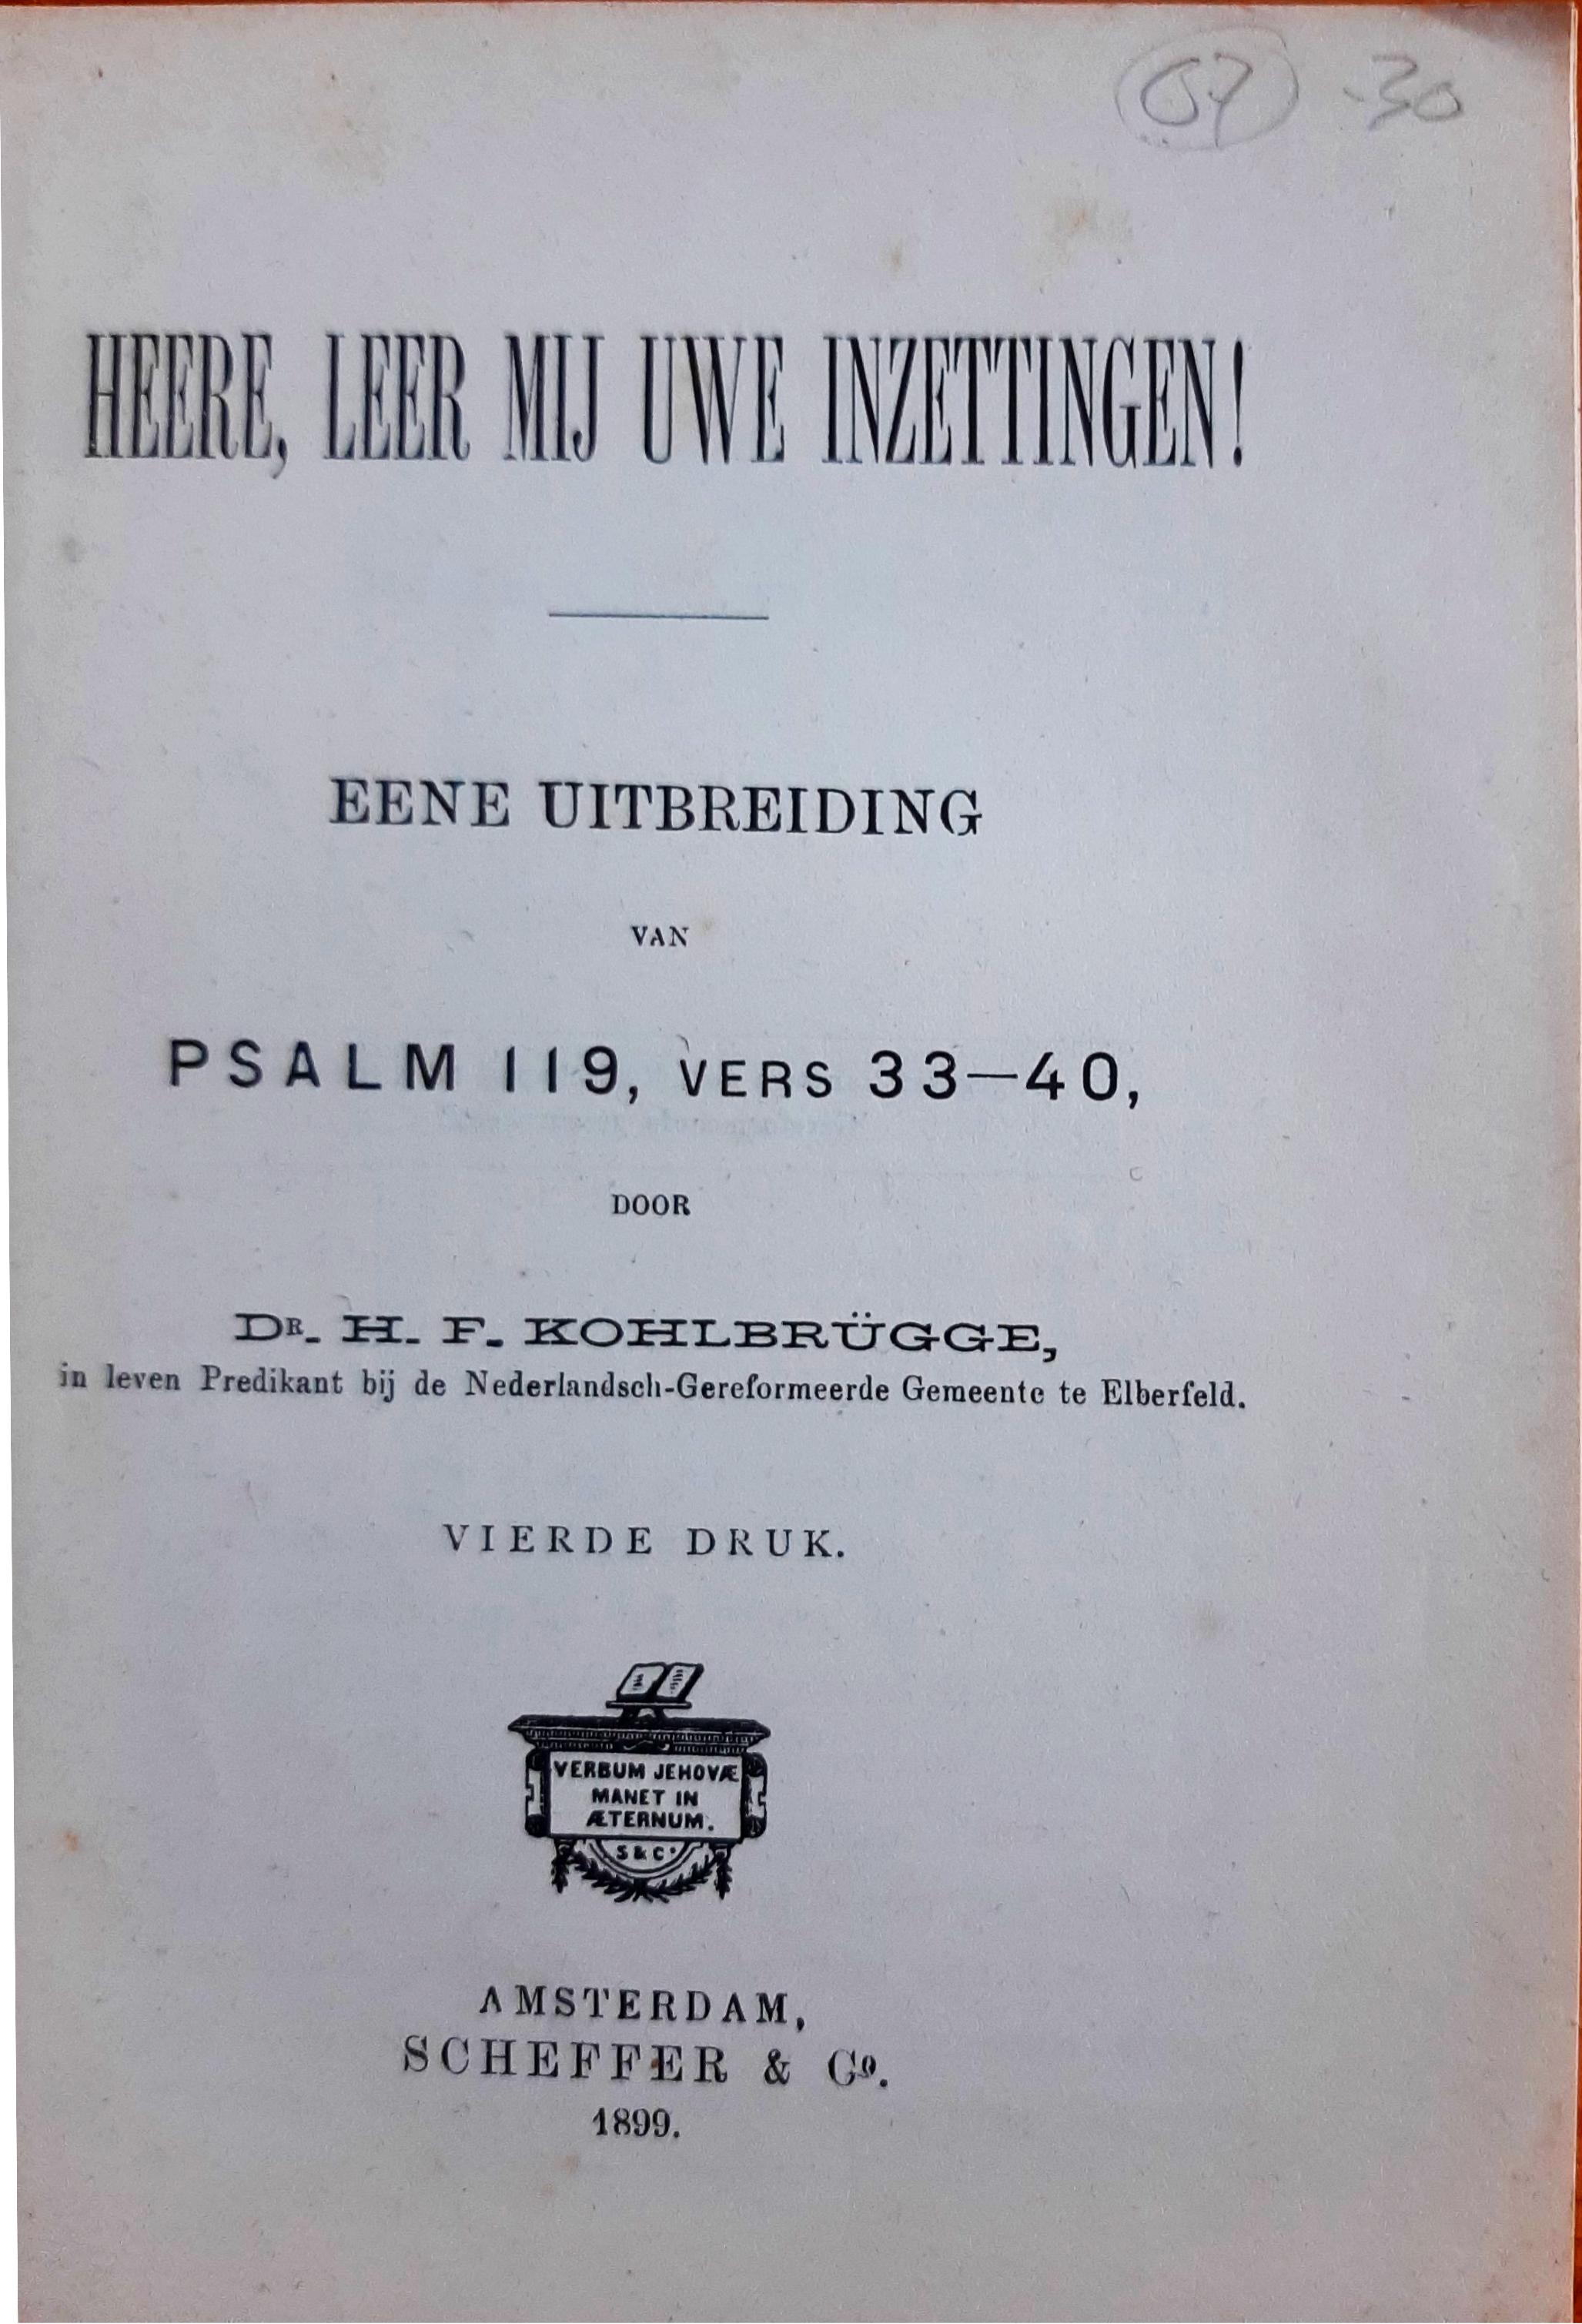 57 -30
HEERE, LEER MIJ UWE INZETTINGEN!
EENE UITBREIDING
VAN
PSALM 119, VERS 33—40,
DOOR
DR. H. F. KOHLBRÜGGE,
in leven Predikant bij de Nederlandsch-Gereformeerde Gemeente te Elberfeld.
VIERDE DRUK.
VERBUM JEHOVÆ
MANET IN
ÆTERNUM.
S & Co
AMSTERDAM,
SCHEFFER & Co.
1899.